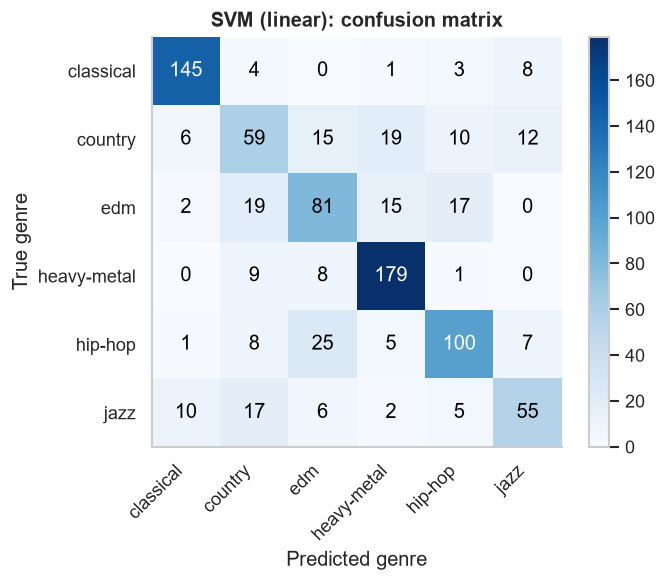 SVM (linear): confusion matrix
classical 145 4 0 1 3 8
country 6 59 15 19 10 12
edm 2 19 81 15 17 0
heavy-metal 0 9 8 179 1 0
hip-hop 1 8 25 5 100 7
jazz 10 17 6 2 5 55
classical country edm heavy-metal hip-hop jazz
Predicted genre
True genre
160
140
120
100
80
60
40
20
0